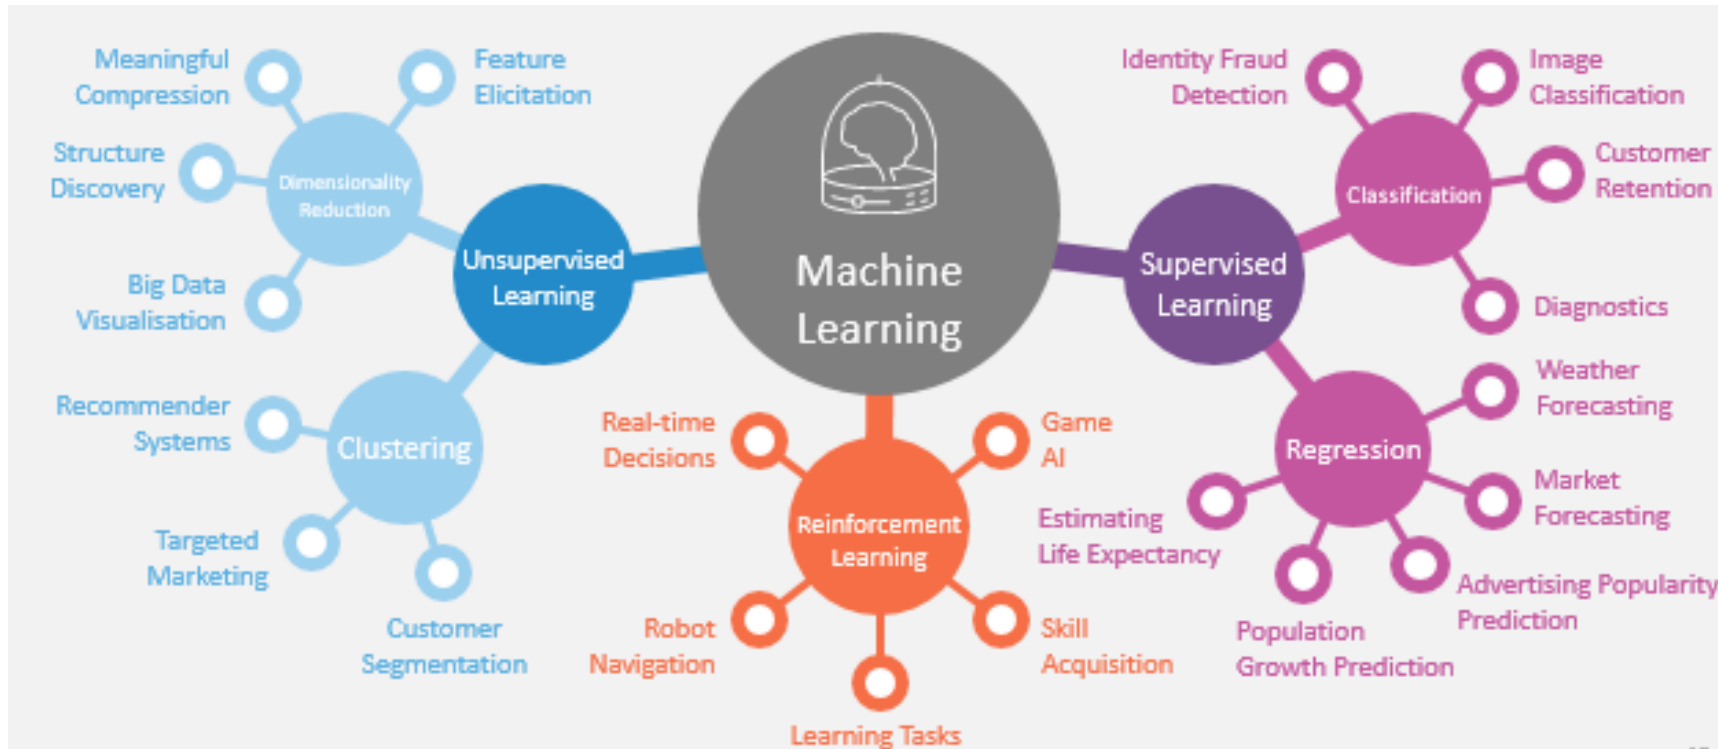 Meaningful
Compression
Feature
Elicitation
Structure
Discovery
Dimensionality
Reduction
Big Data
Visualisation
Unsupervised
Learning
Recommender
Systems
Clustering
Targeted
Marketing
Customer
Segmentation
Machine
Learning
Real-time
Decisions
Game
AI
Reinforcement
Learning
Robot
Navigation
Skill
Acquisition
Learning Tasks
Supervised
Learning
Identity Fraud
Detection
Image
Classification
Customer
Retention
Classification
Diagnostics
Weather
Forecasting
Regression
Market
Forecasting
Estimating
Life Expectancy
Advertising Popularity
Prediction
Population
Growth Prediction